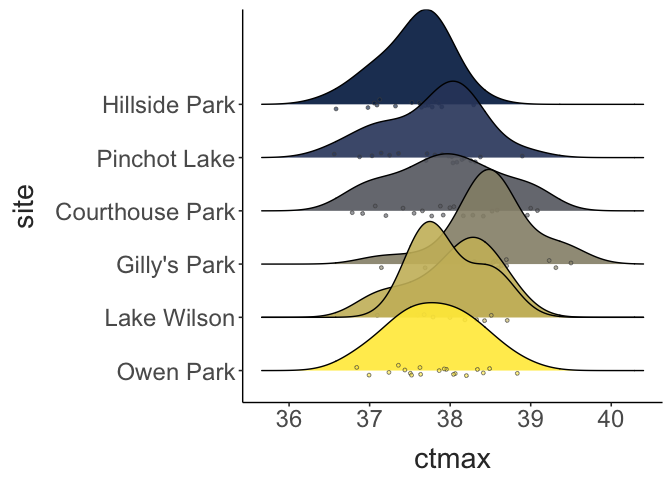 site
Hillside Park
Pinchot Lake
Courthouse Park
Gilly's Park
Lake Wilson
Owen Park
36 37 38 39 40
ctmax